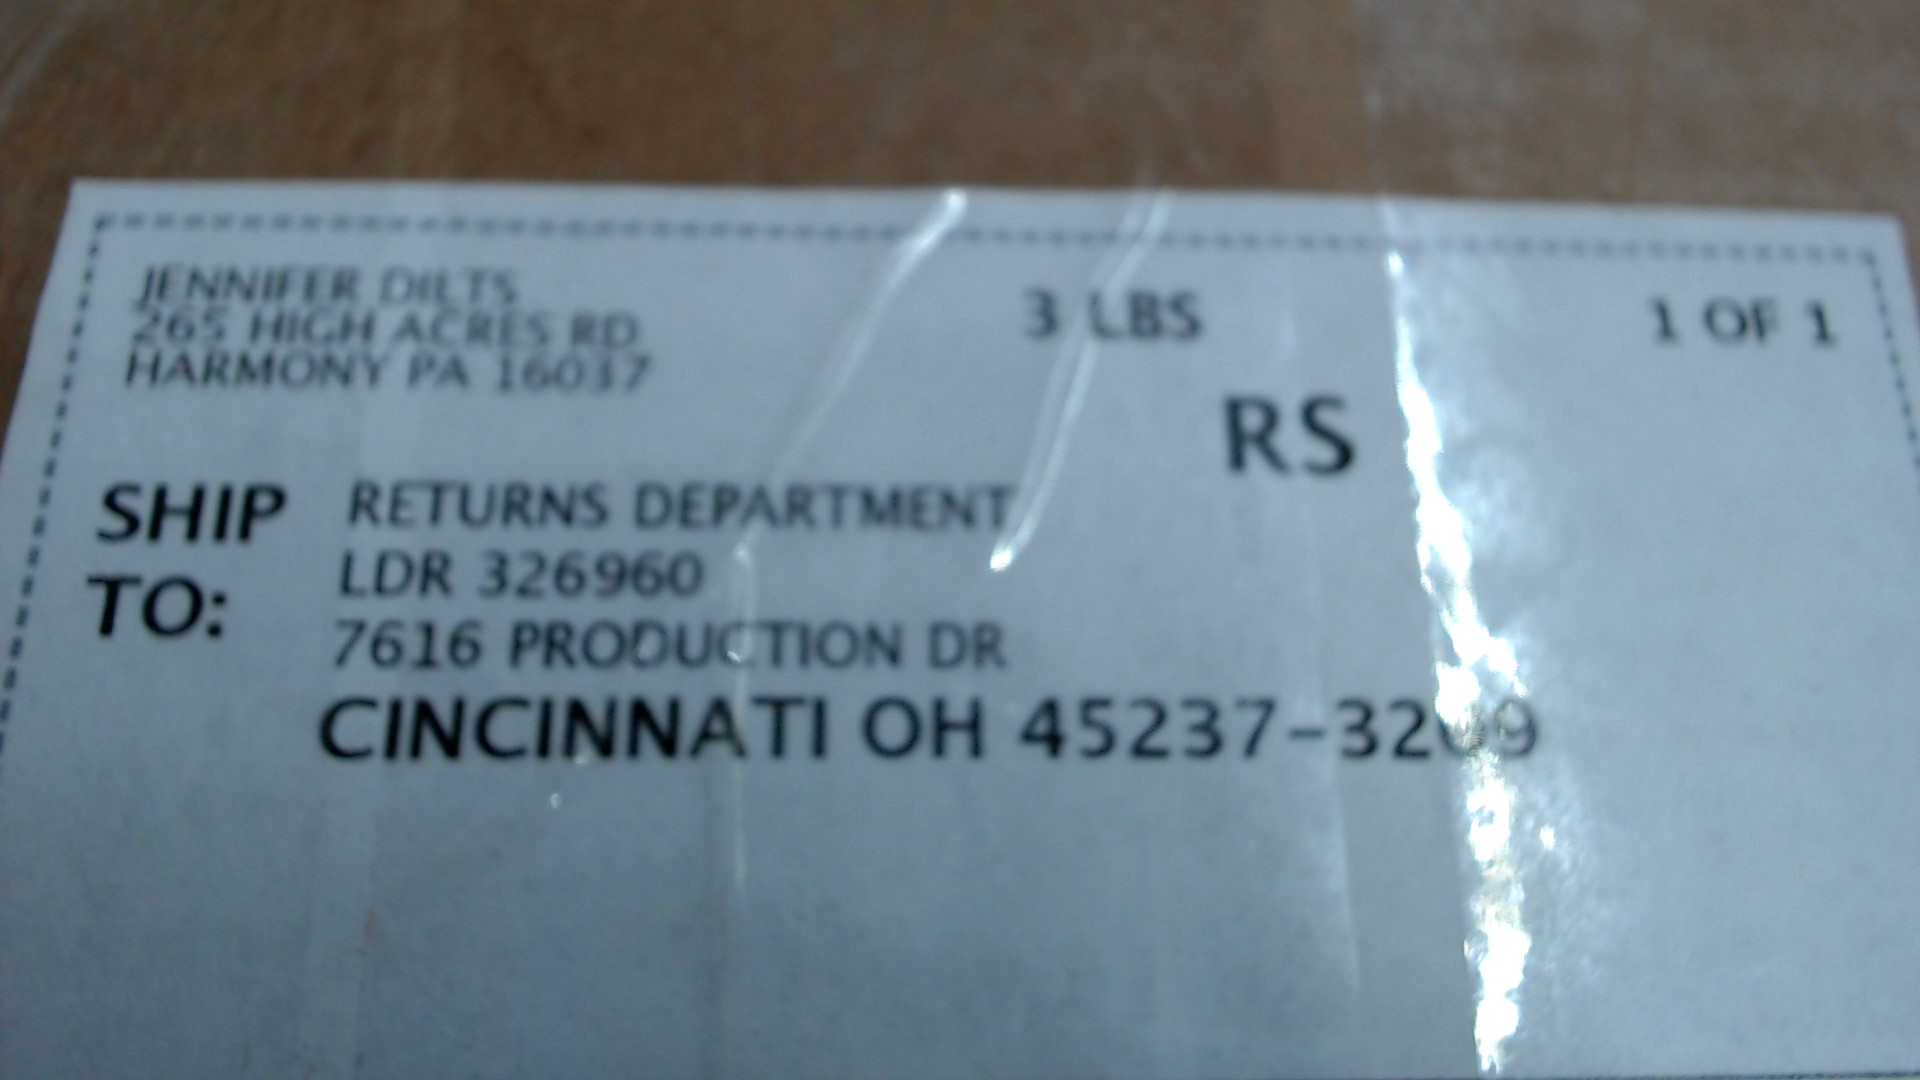 JENNIFER DILTS
265 HIGH ACRES RD
HARMONY PA 16037
3 LBS
1 OF 1
RS
SHIP TO:
RETURNS DEPARTMENT
LDR 326960
7616 PRODUCTION DR
CINCINNATI OH